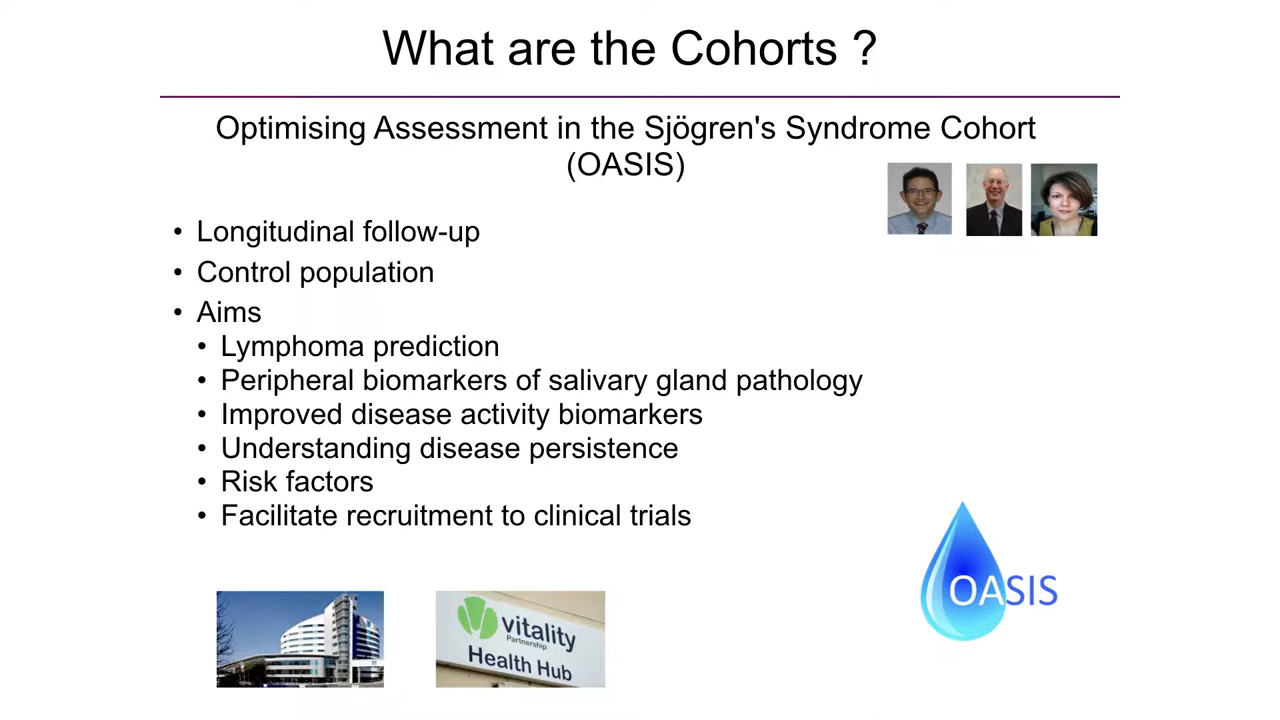 What are the Cohorts ?
Optimising Assessment in the Sjögren's Syndrome Cohort
(OASIS)
• Longitudinal follow-up
• Control population
• Aims
• Lymphoma prediction
• Peripheral biomarkers of salivary gland pathology
• Improved disease activity biomarkers
• Understanding disease persistence
• Risk factors
• Facilitate recruitment to clinical trials
OASIS
vitality
Partnership
Health Hub